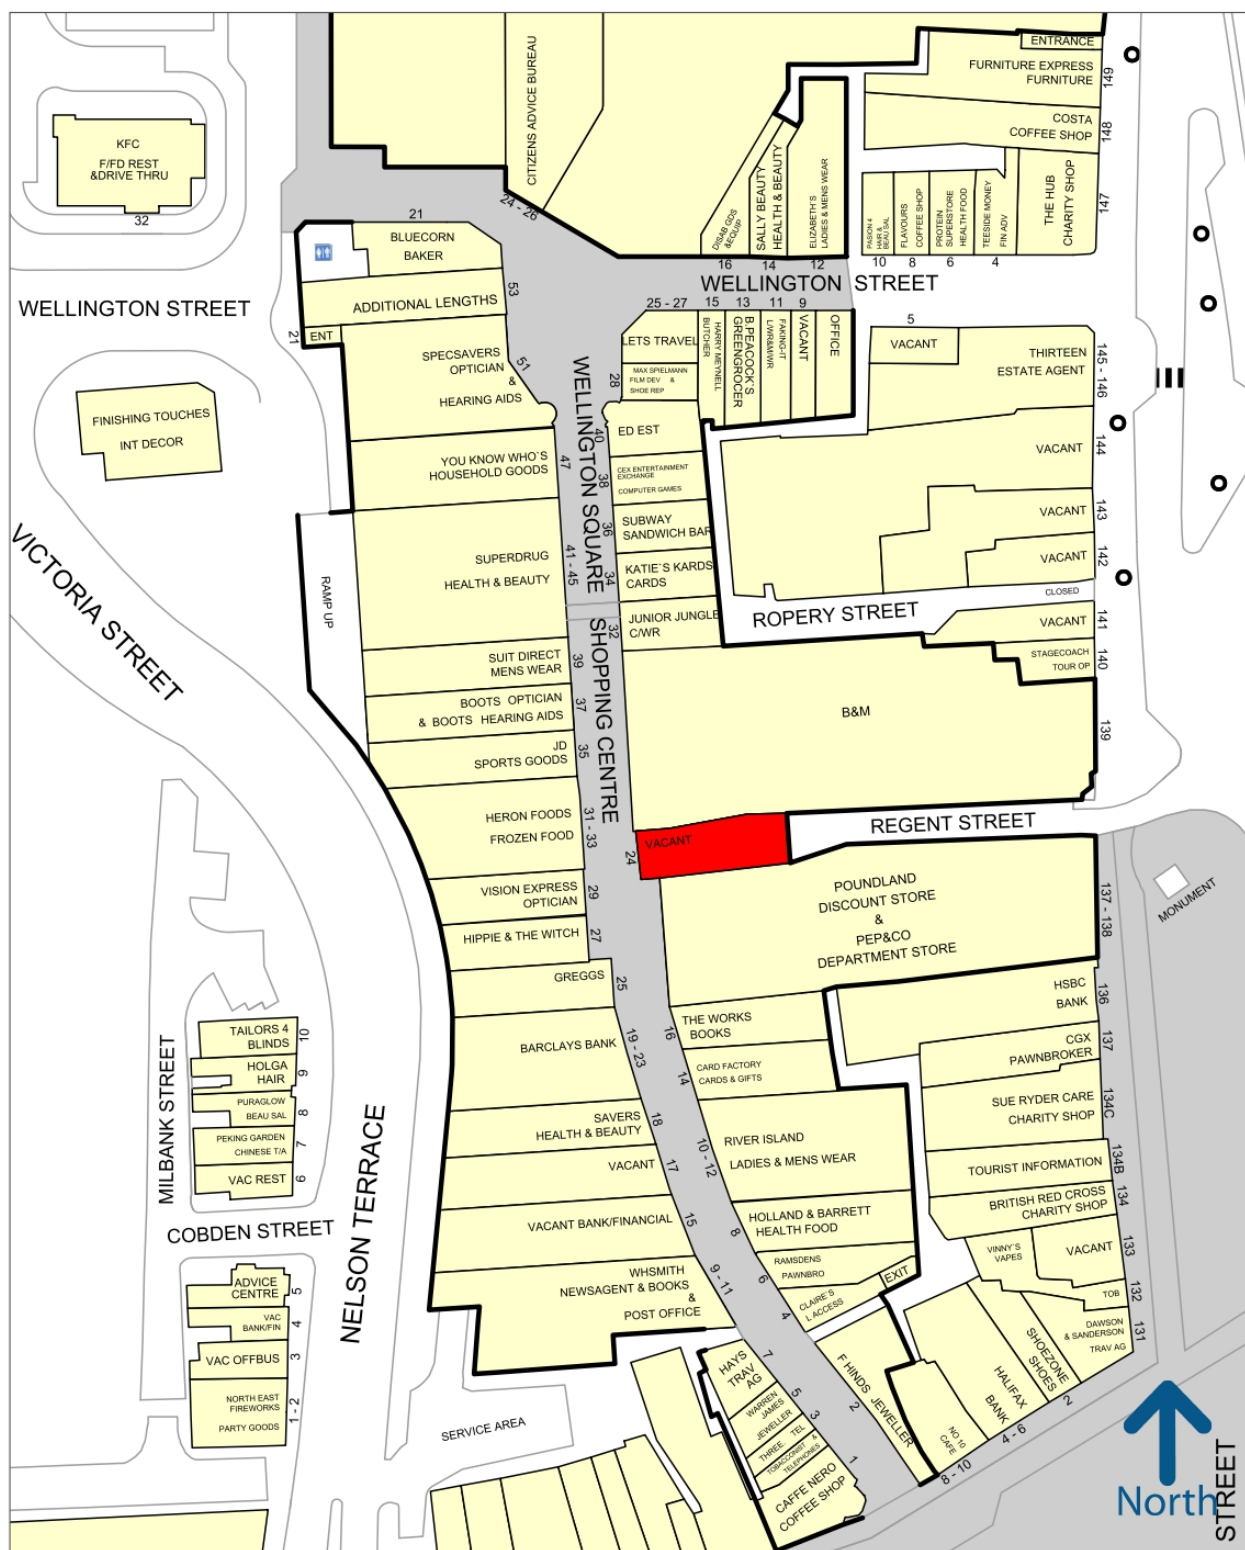 CITIZENS ADVICE BUREAU
24 - 26
ENTRANCE
FURNITURE EXPRESS
FURNITURE
149
COSTA
COFFEE SHOP
148
THE HUB
CHARITY SHOP
147
KFC
F/FD REST
&DRIVE THRU
32
DISAB GDS
&EQUIP
16
SALLY BEAUTY
HEALTH & BEAUTY
14
ELIZABETH'S
LADIES & MENS WEAR
12
PASION 4
HAIR &
BEAU SAL
10
FLAVOURS
COFFEE SHOP
8
PROTEIN
SUPERSTORE
HEALTH FOOD
6
TEESIDE MONEY
FIN ADV
4
WELLINGTON STREET
WELLINGTON STREET
21
BLUECORN
BAKER
ADDITIONAL LENGTHS
53
21
ENT
SPECSAVERS
OPTICIAN
&
HEARING AIDS
51
25 - 27
LETS TRAVEL
MAX SPIELMANN
FILM DEV &
SHOE REP
28
15
HARRY MEYNELL
BUTCHER
13
B.PEACOCK'S
GREENGROCER
11
FAKING-IT
L/WR&M/WR
9
VACANT
OFFICE
5
VACANT
THIRTEEN
ESTATE AGENT
145 - 146
FINISHING TOUCHES
INT DECOR
WELLINGTON SQUARE
SHOPPING CENTRE
YOU KNOW WHO'S
HOUSEHOLD GOODS
47
40
ED EST
38
CEX ENTERTAINMENT
EXCHANGE
COMPUTER GAMES
36
SUBWAY
SANDWICH BAR
34
KATIE'S KARDS
CARDS
32
JUNIOR JUNGLE
C/WR
VACANT
144
VACANT
143
VACANT
142
CLOSED
ROPERY STREET
VACANT
141
STAGECOACH
TOUR OP
140
VICTORIA STREET
RAMP UP
SUPERDRUG
HEALTH & BEAUTY
41 - 45
SUIT DIRECT
MENS WEAR
39
BOOTS OPTICIAN
& BOOTS HEARING AIDS
37
JD
SPORTS GOODS
35
B&M
139
HERON FOODS
FROZEN FOOD
31 - 33
24
VACANT
REGENT STREET
VISION EXPRESS
OPTICIAN
29
HIPPIE & THE WITCH
27
GREGGS
25
POUNDLAND
DISCOUNT STORE
&
PEP&CO
DEPARTMENT STORE
137 - 138
MONUMENT
BARCLAYS BANK
19 - 23
THE WORKS
BOOKS
16
CARD FACTORY
CARDS & GIFTS
14
HSBC
BANK
136
CGX
PAWNBROKER
137
SUE RYDER CARE
CHARITY SHOP
134C
TOURIST INFORMATION
134B
BRITISH RED CROSS
CHARITY SHOP
134
TAILORS 4
BLINDS
10
HOLGA
HAIR
9
PURAGLOW
BEAU SAL
8
PEKING GARDEN
CHINESE T/A
7
VAC REST
6
MILBANK STREET
COBDEN STREET
NELSON TERRACE
SAVERS
HEALTH & BEAUTY
18
VACANT
17
VACANT BANK/FINANCIAL
15
RIVER ISLAND
LADIES & MENS WEAR
10 - 12
HOLLAND & BARRETT
HEALTH FOOD
8
RAMSDENS
PAWNBRO
6
CLAIRE'S
L ACCESS
4
EXIT
VINNY'S
VAPES
VACANT
133
TOB
132
DAWSON
& SANDERSON
TRAV AG
131
WHSMITH
NEWSAGENT & BOOKS
&
POST OFFICE
9 - 11
ADVICE
CENTRE
5
VAC
BANK/FIN
4
VAC OFFBUS
3
NORTH EAST
FIREWORKS
PARTY GOODS
1 - 2
SERVICE AREA
HAYS
TRAV
AG
7
WARREN
JAMES
JEWELLER
5
THREE TEL
3
TOBACCONIST &
TELEPHONES
CAFFE NERO
COFFEE SHOP
1
F HINDS JEWELLER
2
NO 10
CAFE
8 - 10
HALIFAX
BANK
4 - 6
SHOEZONE
SHOES
2
North
STREET